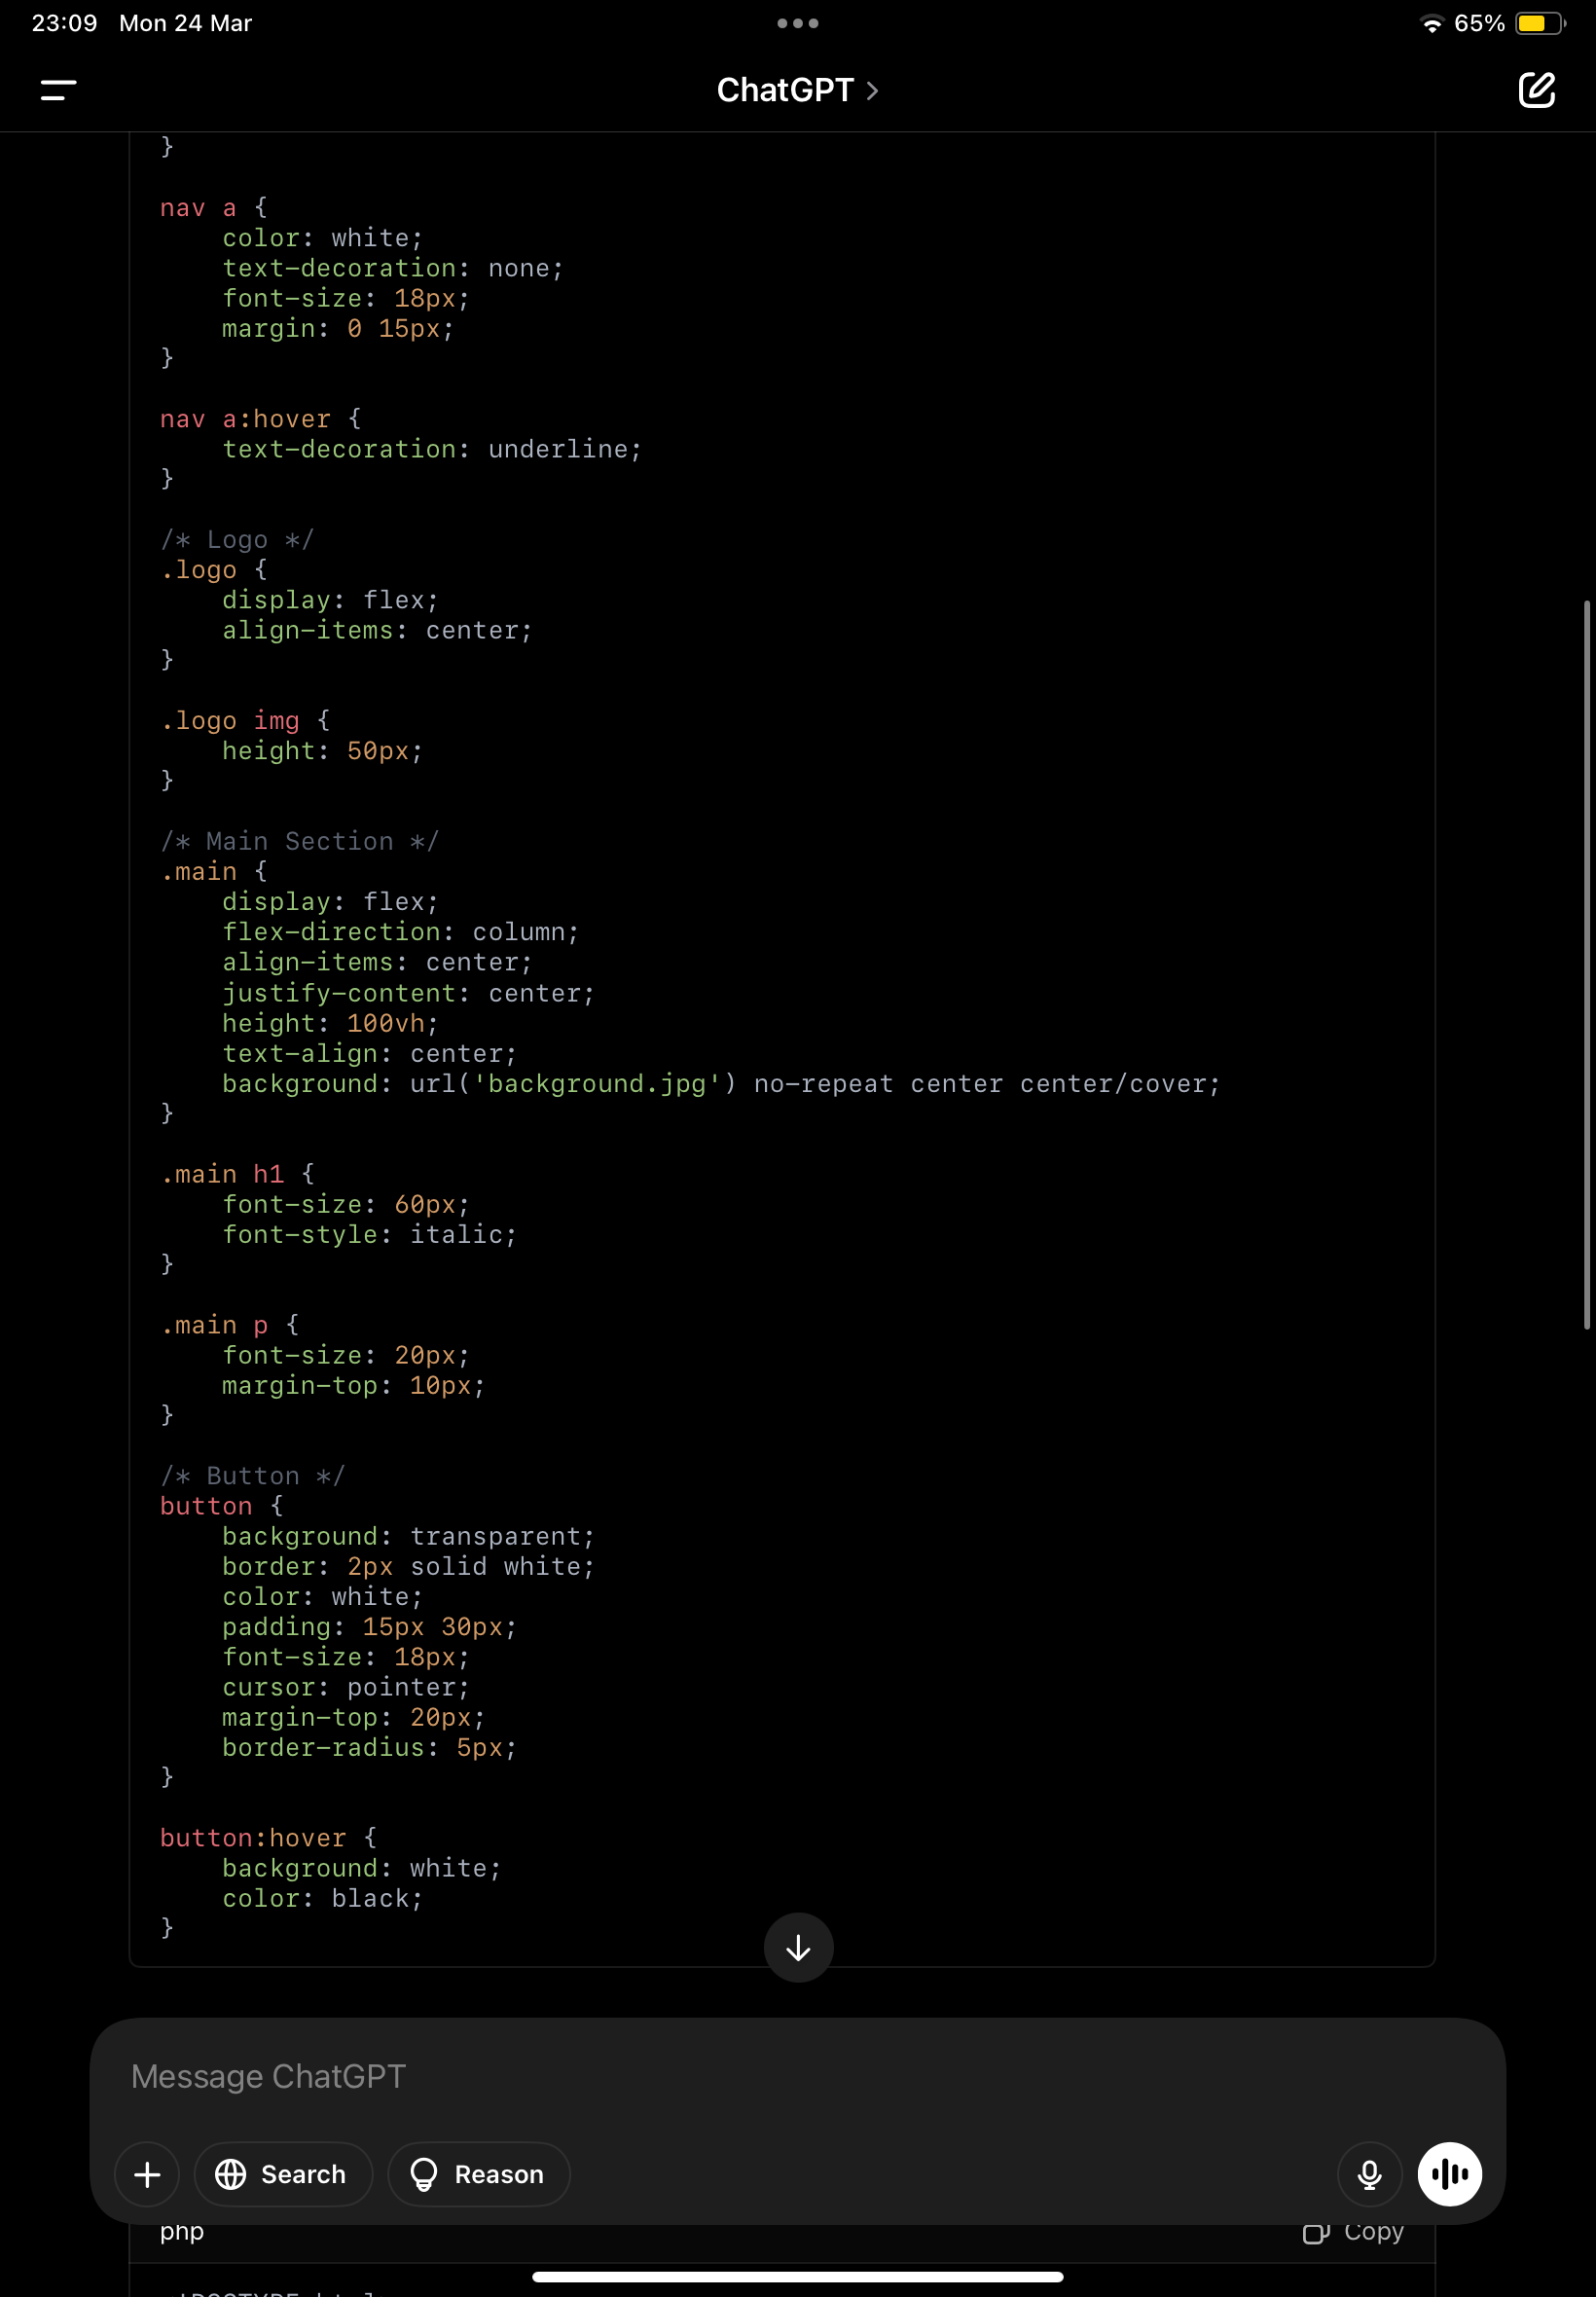 23:09 Mon 24 Mar
65%
ChatGPT
}
nav a {
    color: white;
    text-decoration: none;
    font-size: 18px;
    margin: 0 15px;
}
nav a:hover {
    text-decoration: underline;
}
/* Logo */
.logo {
    display: flex;
    align-items: center;
}
.logo img {
    height: 50px;
}
/* Main Section */
.main {
    display: flex;
    flex-direction: column;
    align-items: center;
    justify-content: center;
    height: 100vh;
    text-align: center;
    background: url('background.jpg') no-repeat center center/cover;
}
.main h1 {
    font-size: 60px;
    font-style: italic;
}
.main p {
    font-size: 20px;
    margin-top: 10px;
}
/* Button */
button {
    background: transparent;
    border: 2px solid white;
    color: white;
    padding: 15px 30px;
    font-size: 18px;
    cursor: pointer;
    margin-top: 20px;
    border-radius: 5px;
}
button:hover {
    background: white;
    color: black;
}
Message ChatGPT
Search
Reason
php
Copy